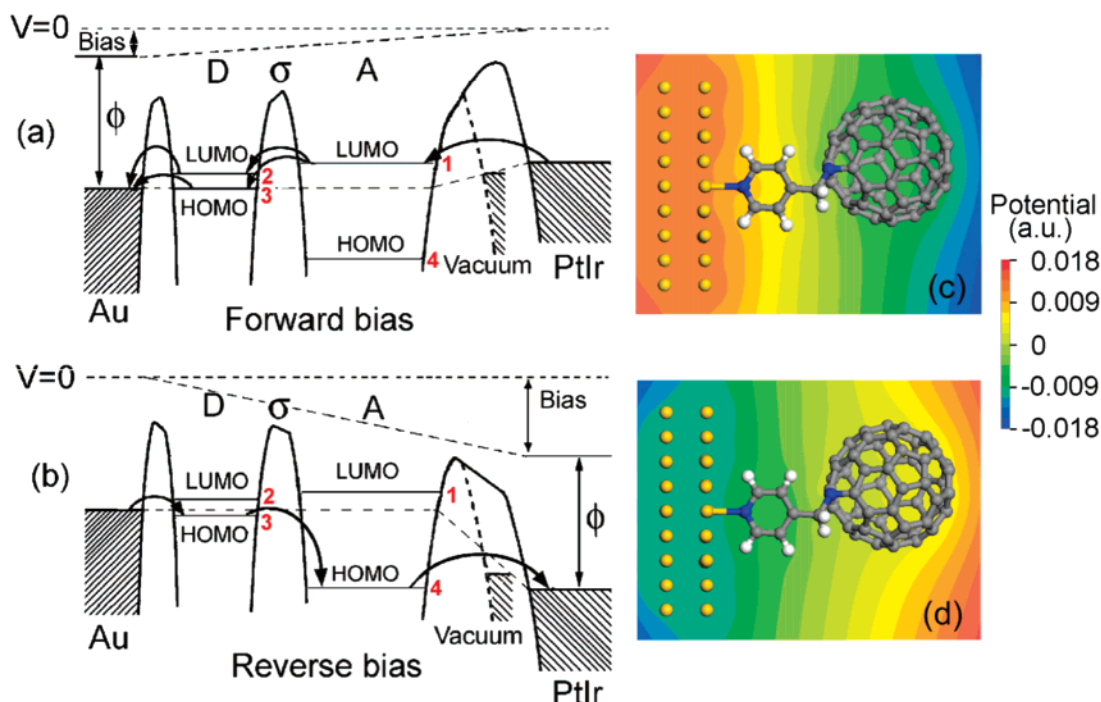 V=0
Bias
D σ A
ϕ
(a)
LUMO
LUMO
1
2
3
HOMO
HOMO
4
Vacuum
PtIr
Au
Forward bias
V=0
D σ A
Bias
(b)
LUMO
LUMO
1
2
3
HOMO
ϕ
HOMO
4
Vacuum
Au
Reverse bias
PtIr
(c)
Potential
(a.u.)
0.018
0.009
0
-0.009
-0.018
(d)